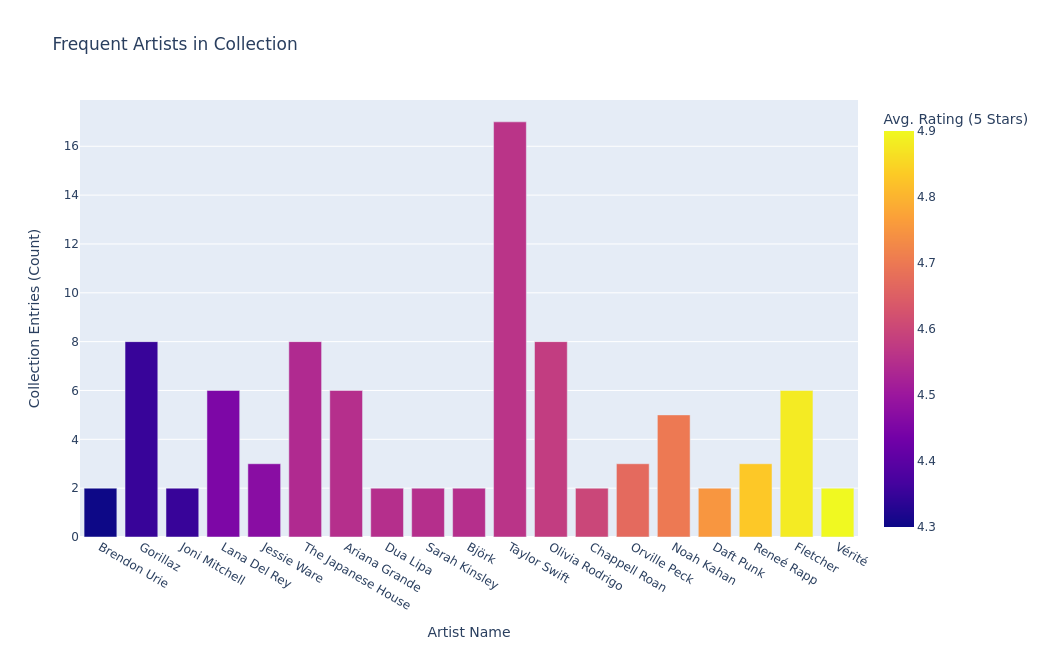 Frequent Artists in Collection
Avg. Rating (5 Stars)
4.9
4.8
4.7
4.6
4.5
4.4
4.3
Collection Entries (Count)
16
14
12
10
8
6
4
2
0
Brendon Urie
Gorillaz
Joni Mitchell
Lana Del Rey
Jessie Ware
The Japanese House
Ariana Grande
Dua Lipa
Sarah Kinsley
Björk
Taylor Swift
Olivia Rodrigo
Chappell Roan
Orville Peck
Noah Kahan
Daft Punk
Reneé Rapp
Fletcher
Vérité
Artist Name